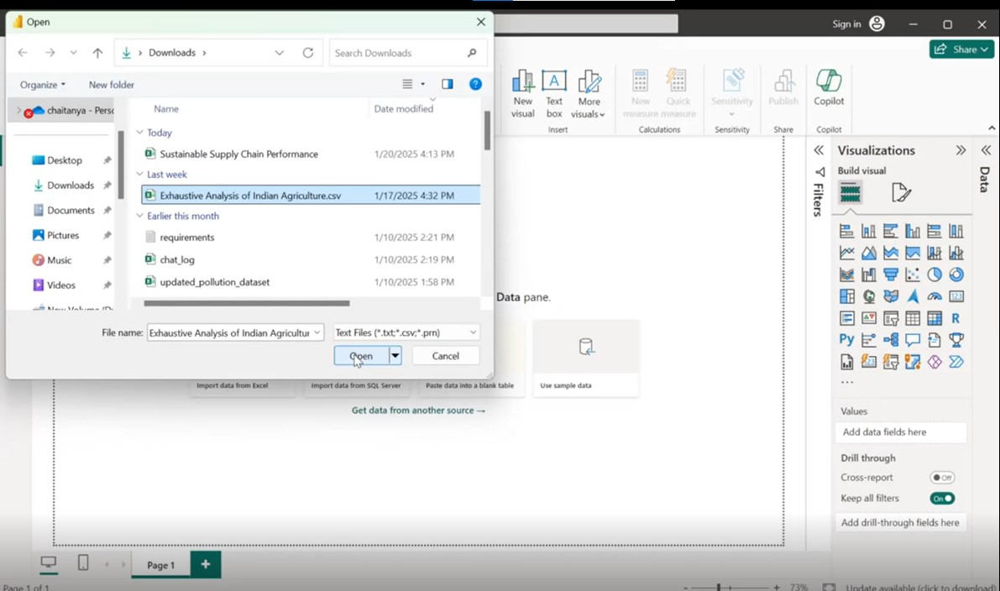 Open
Sign in
Downloads
Search Downloads
Share
Organize
New folder
chaitanya - Perso
Name
Date modified
Today
Sustainable Supply Chain Performance
1/20/2025 4:13 PM
Last week
Exhaustive Analysis of Indian Agriculture.csv
1/17/2025 4:32 PM
Earlier this month
requirements
1/10/2025 2:21 PM
chat_log
1/10/2025 2:19 PM
updated_pollution_dataset
1/10/2025 1:58 PM
Desktop
Downloads
Documents
Pictures
Music
Videos
File name:
Exhaustive Analysis of Indian Agricultur
Text Files (*.txt;*.csv;*.prn)
Open
Cancel
New
visual
Text
box
More
visuals
Insert
New
measure
Quick
measure
Calculations
Sensitivity
Sensitivity
Publish
Share
Copilot
Copilot
Data pane.
Import data from Excel
Import data from SQL Server
Paste data into a blank table
Use sample data
Get data from another source →
Filters
Visualizations
Build visual
R
Py
123
...
Values
Add data fields here
Drill through
Cross-report
Off
Keep all filters
On
Add drill-through fields here
Data
Page 1
+
Page 1 of 1
- + 73%
Update available (click to download)